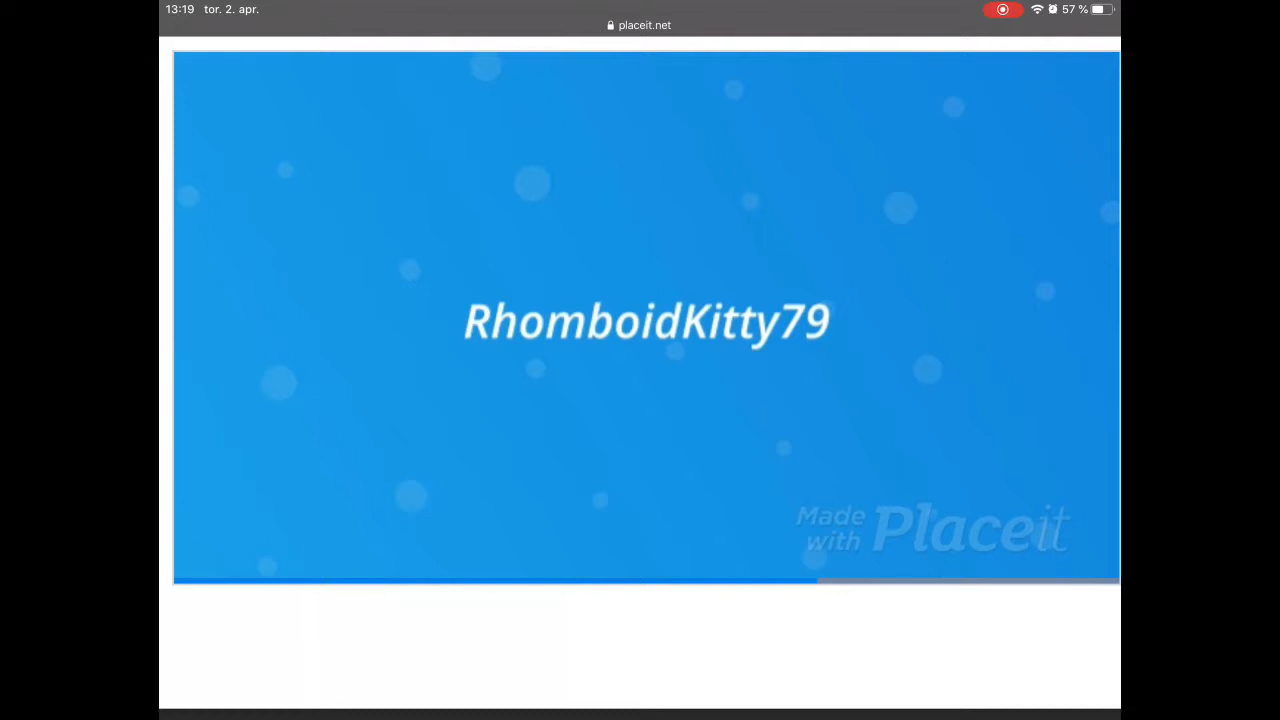 13:19 tor. 2. apr. 57 %
placeit.net
RhomboidKitty79
Made
with Placeit